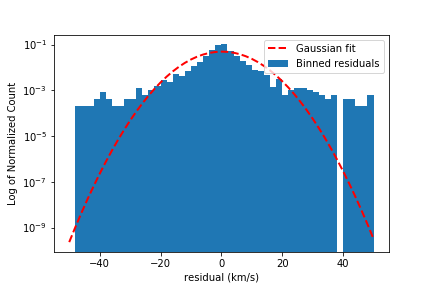 Gaussian fit
Binned residuals
Log of Normalized Count
10⁻¹
10⁻³
10⁻⁵
10⁻⁷
10⁻⁹
−40
−20
0
20
40
residual (km/s)